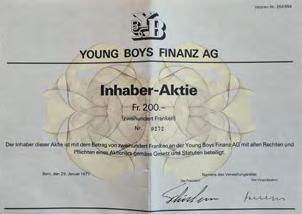 YB
YOUNG BOYS FINANZ AG
Inhaber-Aktie
Fr. 200.–
(zweihundert Franken)
Nr. 9272
Der Inhaber dieser Aktie ist mit dem Betrag von zweihundert Franken an der Young Boys Finanz AG mit allen Rechten und
Pflichten eines Aktionärs gemäss Gesetz und Statuten beteiligt.
Bern, den 29. Januar 1977
Namens des Verwaltungsrates
Der Präsident